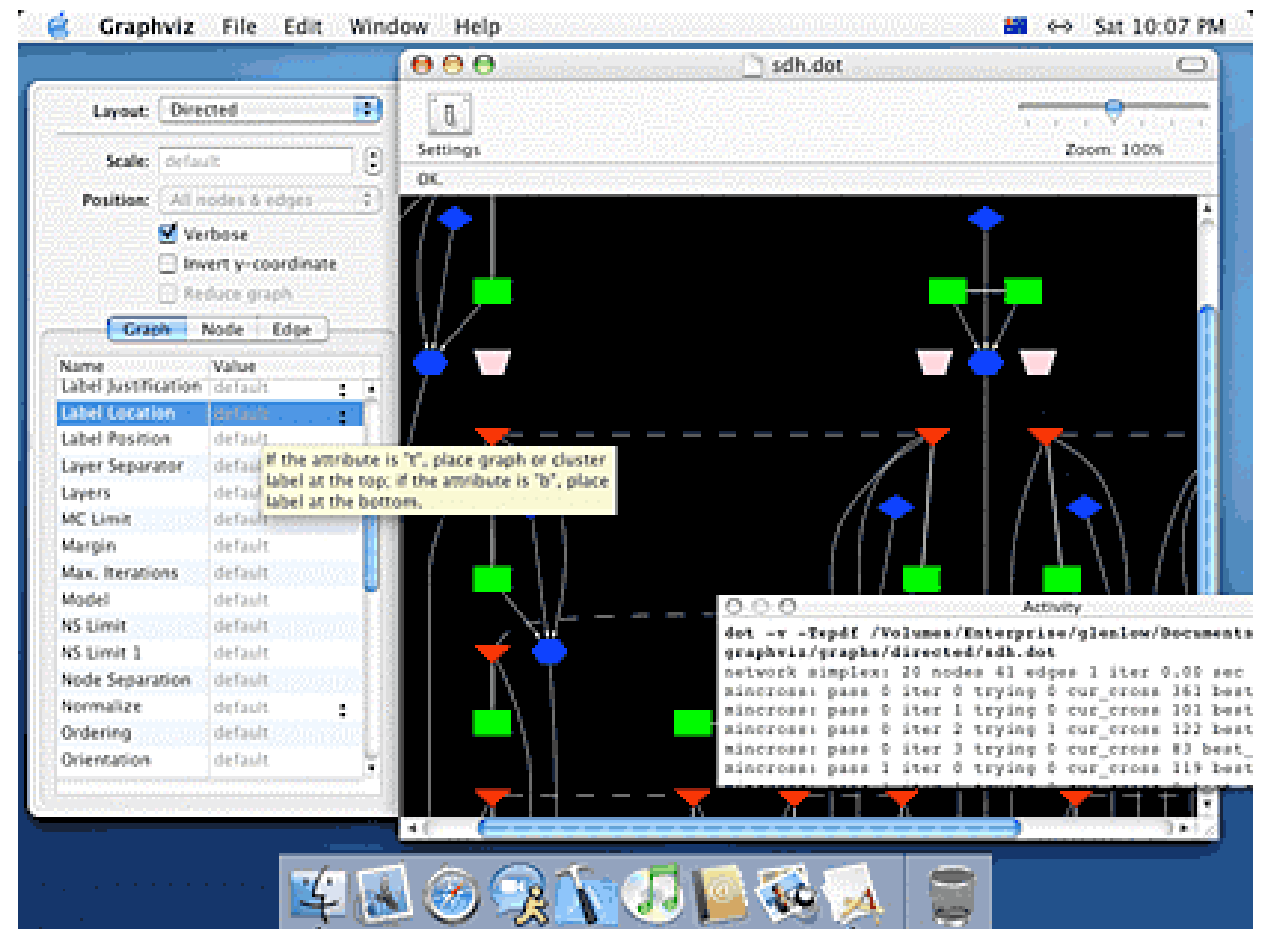 Graphviz File Edit Window Help
Sat 10:07 PM
Layout: Directed
Scale: default
Position: All nodes & edges
Verbose
Invert y-coordinate
Reduce graph
Graph Node Edge
Name Value
Label Justification default
Label Location default
Label Position default
Layer Separator
Layers
MC Limit default
Margin default
Max. Iterations default
Model default
NS Limit default
NS Limit 1 default
Node Separation default
Normalize default
Ordering default
Orientation default
If the attribute is "t", place graph or cluster
label at the top; if the attribute is "b", place
label at the bottom.
sdh.dot
Settings
Zoom: 100%
OK.
Activity
dot -v -Tepdf /Volumes/Enterprise/glenlow/Documents
graphviz/graphs/directed/sdh.dot
network simplex: 20 nodes 41 edges 1 iter 0.00 sec
mincross: pass 0 iter 0 trying 0 cur_cross 161 best
mincross: pass 0 iter 1 trying 0 cur_cross 101 best
mincross: pass 0 iter 2 trying 1 cur_cross 122 best
mincross: pass 0 iter 3 trying 0 cur_cross 83 best_
mincross: pass 1 iter 0 trying 0 cur_cross 119 best